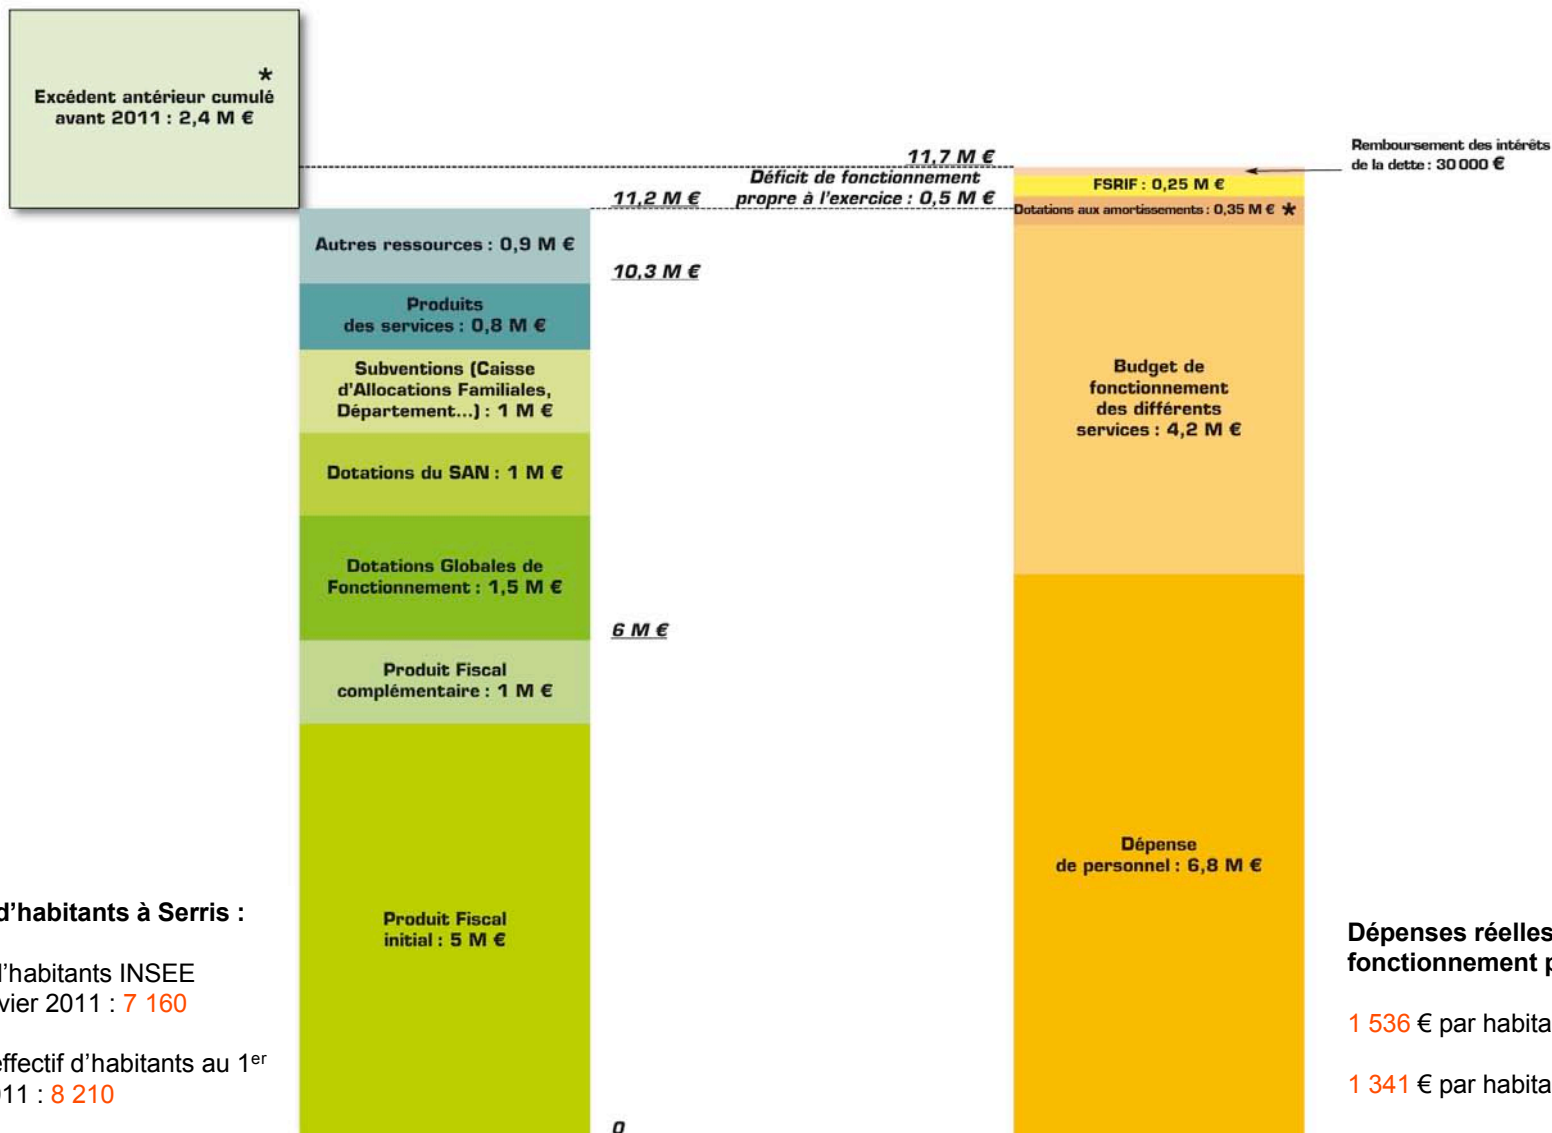 *
Excédent antérieur cumulé
avant 2011 : 2,4 M €
11,7 M €
Déficit de fonctionnement
propre à l'exercice : 0,5 M €
11,2 M €
10,3 M €
6 M €
0
Autres ressources : 0,9 M €
Produits
des services : 0,8 M €
Subventions (Caisse
d'Allocations Familiales,
Département...) : 1 M €
Dotations du SAN : 1 M €
Dotations Globales de
Fonctionnement : 1,5 M €
Produit Fiscal
complémentaire : 1 M €
Produit Fiscal
initial : 5 M €
Remboursement des intérêts
de la dette : 30 000 €
FSRIF : 0,25 M €
Dotations aux amortissements : 0,35 M € *
Budget de
fonctionnement
des différents
services : 4,2 M €
Dépense
de personnel : 6,8 M €
d'habitants à Serris :
d'habitants INSEE
vier 2011 : 7 160
effectif d'habitants au 1er
11 : 8 210
Dépenses réelles
fonctionnement p
1 536 € par habita
1 341 € par habita